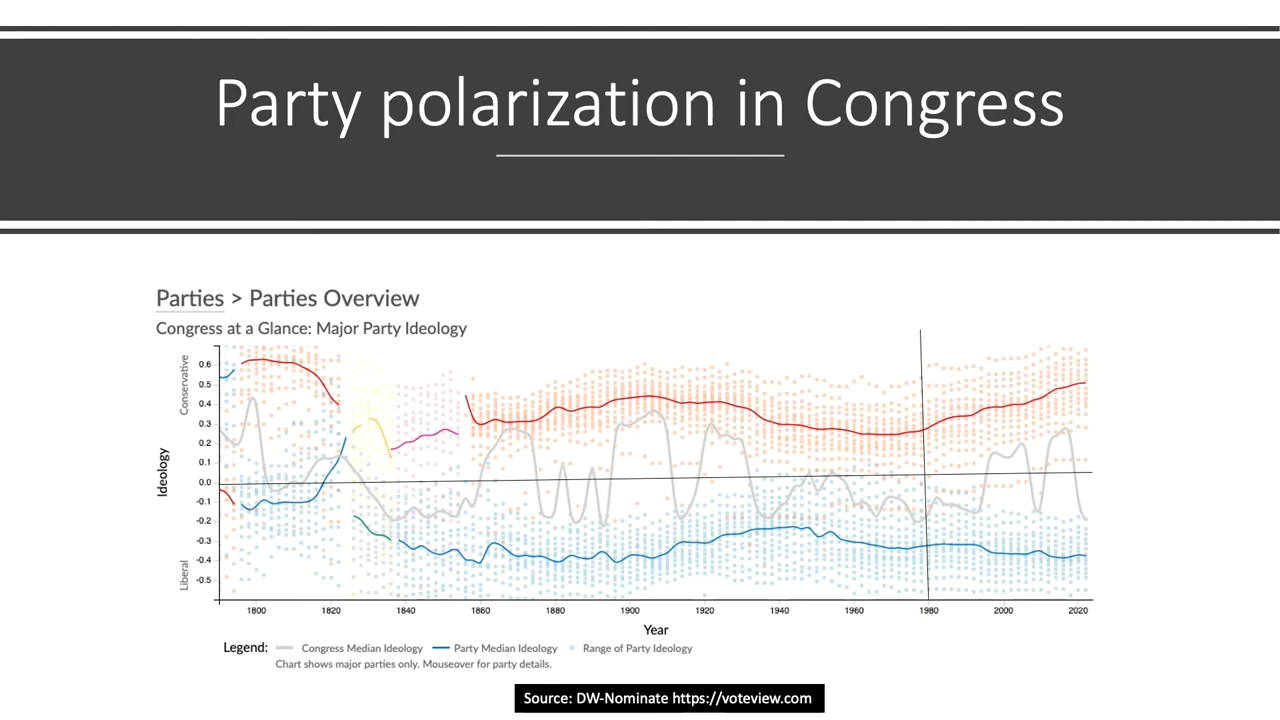 Party polarization in Congress
Parties > Parties Overview
Congress at a Glance: Major Party Ideology
Conservative
Ideology
Liberal
0.6
0.5
0.4
0.3
0.2
0.1
0.0
-0.1
-0.2
-0.3
-0.4
-0.5
1800 1820 1840 1860 1880 1900 1920 1940 1960 1980 2000 2020
Year
Legend: Congress Median Ideology Party Median Ideology Range of Party Ideology
Chart shows major parties only. Mouseover for party details.
Source: DW-Nominate https://voteview.com